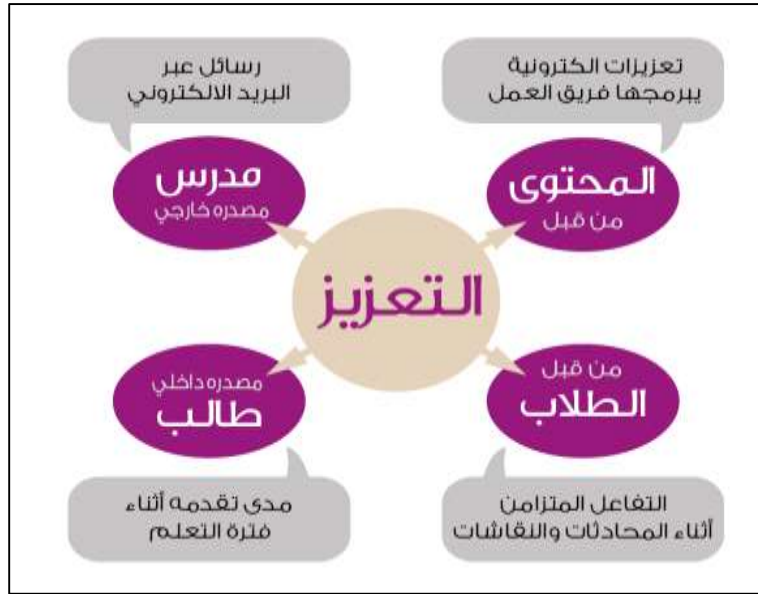 تعزيزات الكترونية
يبرمجها فريق العمل
المحتوى
من قبل
رسائل عبر
البريد الالكتروني
مدرس
مصدره خارجي
التعزيز
من قبل
الطلاب
التفاعل المتزامن
أثناء المحادثات والنقاشات
مصدره داخلي
طالب
مدى تقدمه أثناء
فترة التعلم